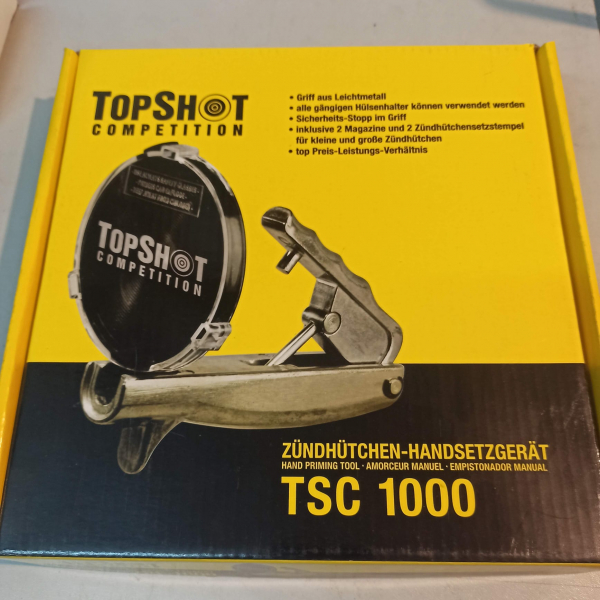 TOPSHOT
COMPETITION
• Griff aus Leichtmetall
• alle gängigen Hülsenhalter können verwendet werden
• Sicherheits-Stopp im Griff
• inklusive 2 Magazine und 2 Zündhütchensetzstempel
für kleine und große Zündhütchen
• top Preis-Leistungs-Verhältnis
TOPSHOT
COMPETITION
ZÜNDHÜTCHEN-HANDSETZGERÄT
HAND PRIMING TOOL · AMORCEUR MANUEL · EMPISTONADOR MANUAL
TSC 1000